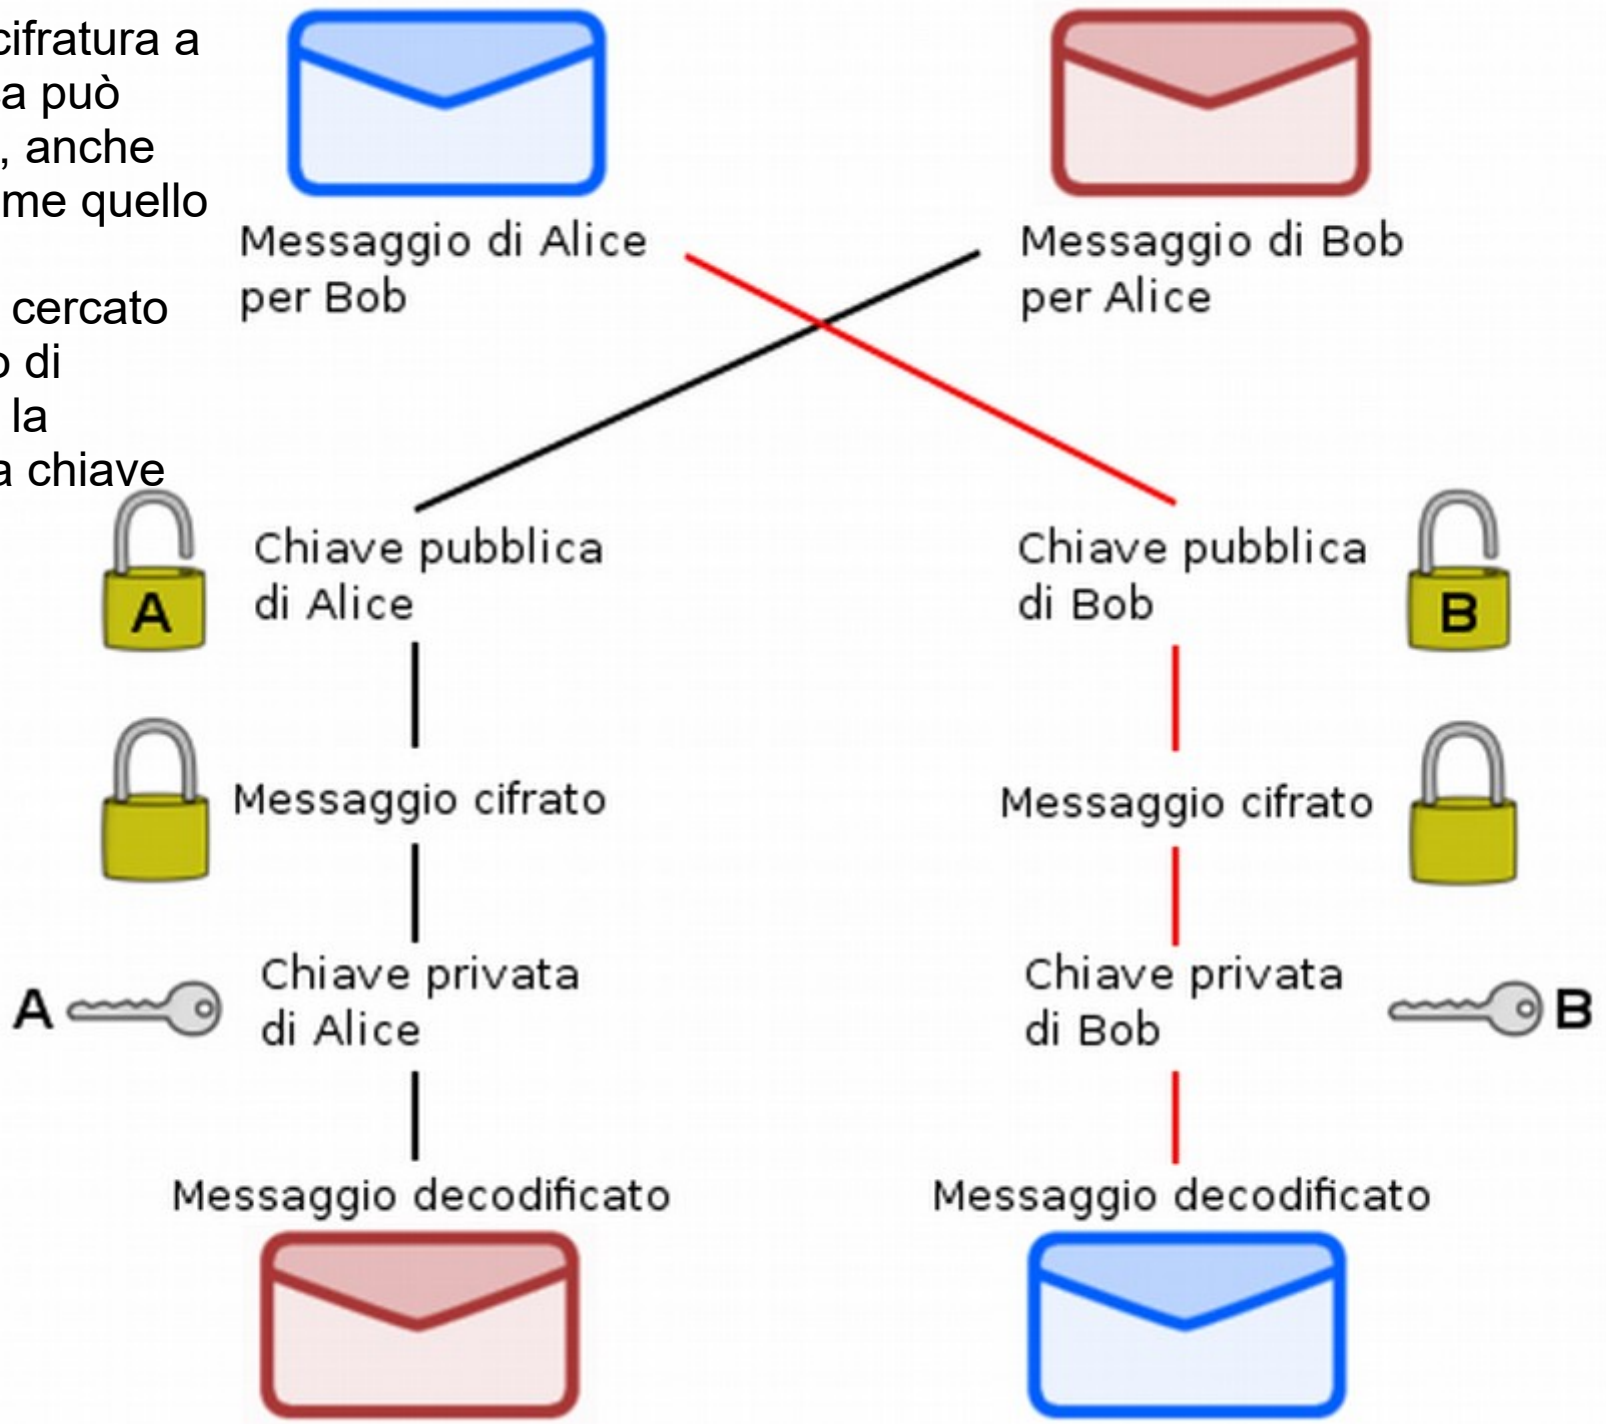 cifratura a
a può
, anche
me quello
cercato
o di
la
a chiave
Messaggio di Alice
per Bob
Messaggio di Bob
per Alice
Chiave pubblica
di Alice
A
Chiave pubblica
di Bob
B
Messaggio cifrato
Messaggio cifrato
A
Chiave privata
di Alice
Chiave privata
di Bob
B
Messaggio decodificato
Messaggio decodificato